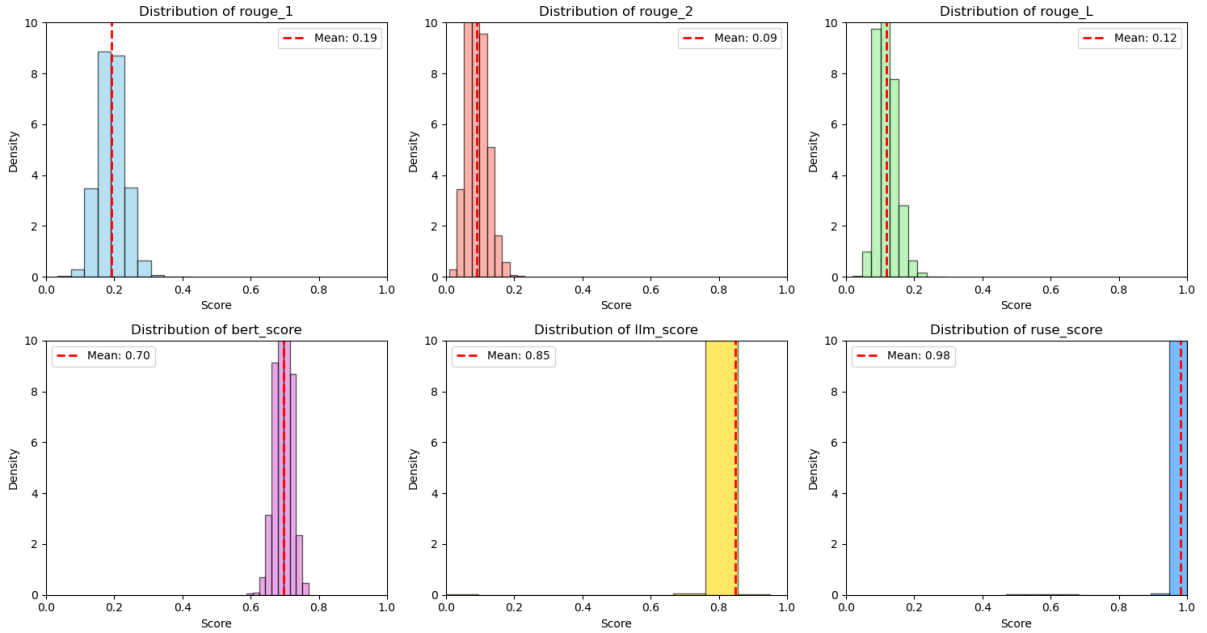 Distribution of rouge_1
Mean: 0.19
Density
10
8
6
4
2
0
0.0 0.2 0.4 0.6 0.8 1.0
Score
Distribution of rouge_2
Mean: 0.09
Density
10
8
6
4
2
0
0.0 0.2 0.4 0.6 0.8 1.0
Score
Distribution of rouge_L
Mean: 0.12
Density
10
8
6
4
2
0
0.0 0.2 0.4 0.6 0.8 1.0
Score
Distribution of bert_score
Mean: 0.70
Density
10
8
6
4
2
0
0.0 0.2 0.4 0.6 0.8 1.0
Score
Distribution of llm_score
Mean: 0.85
Density
10
8
6
4
2
0
0.0 0.2 0.4 0.6 0.8 1.0
Score
Distribution of ruse_score
Mean: 0.98
Density
10
8
6
4
2
0
0.0 0.2 0.4 0.6 0.8 1.0
Score